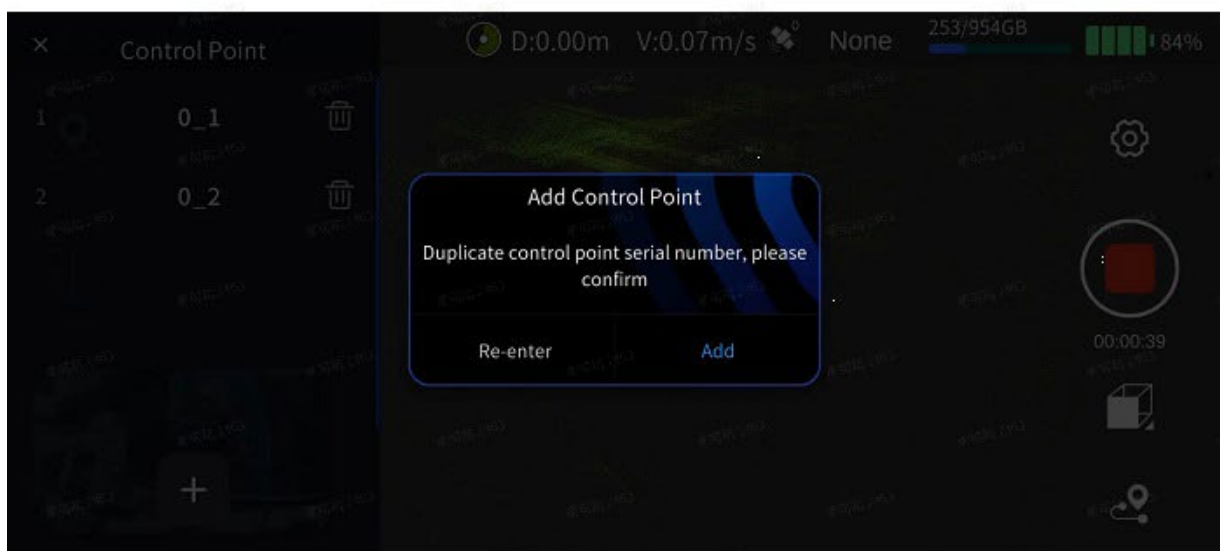 × Control Point
D:0.00m V:0.07m/s 0 None 253/954GB 84%
1 0_1
2 0_2
Add Control Point
Duplicate control point serial number, please
confirm
Re-enter Add
00:00:39
+